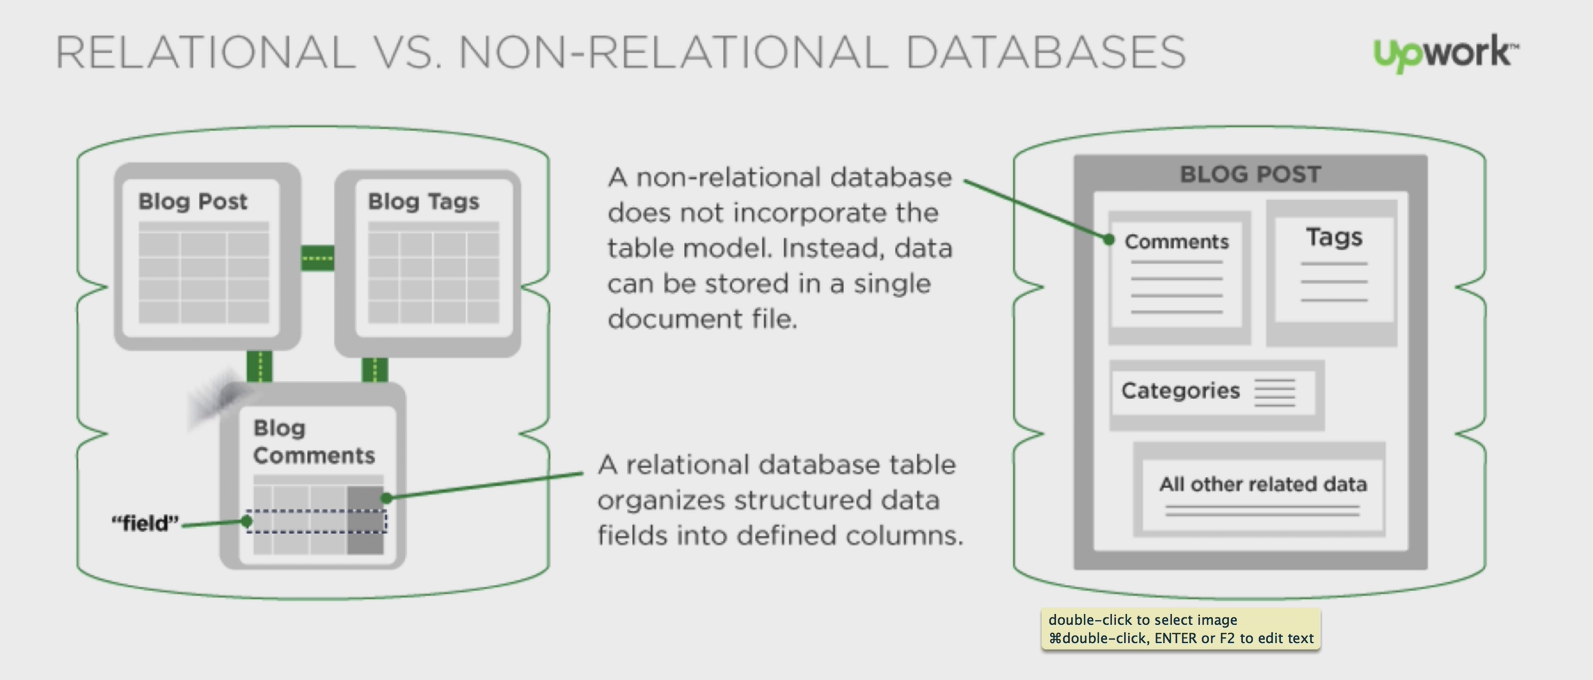 RELATIONAL VS. NON-RELATIONAL DATABASES
Upwork™
Blog Post
Blog Tags
Blog
Comments
“field”
A non-relational database
does not incorporate the
table model. Instead, data
can be stored in a single
document file.
A relational database table
organizes structured data
fields into defined columns.
BLOG POST
Comments
Tags
Categories
All other related data
double-click to select image
⌘double-click, ENTER or F2 to edit text